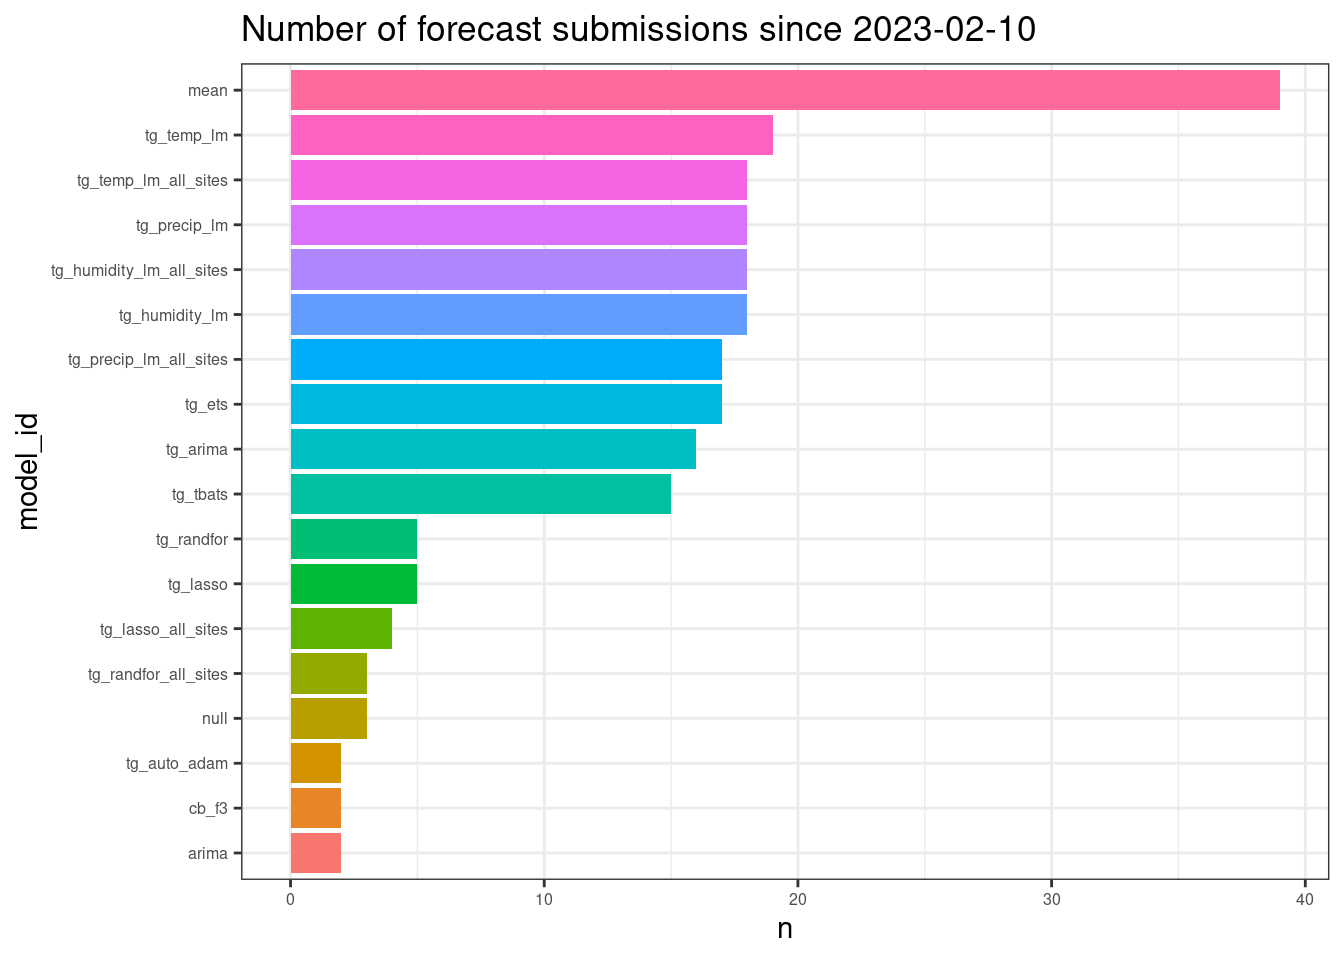 Number of forecast submissions since 2023-02-10
model_id
mean
tg_temp_lm
tg_temp_lm_all_sites
tg_precip_lm
tg_humidity_lm_all_sites
tg_humidity_lm
tg_precip_lm_all_sites
tg_ets
tg_arima
tg_tbats
tg_randfor
tg_lasso
tg_lasso_all_sites
tg_randfor_all_sites
null
tg_auto_adam
cb_f3
arima
0 10 20 30 40
n